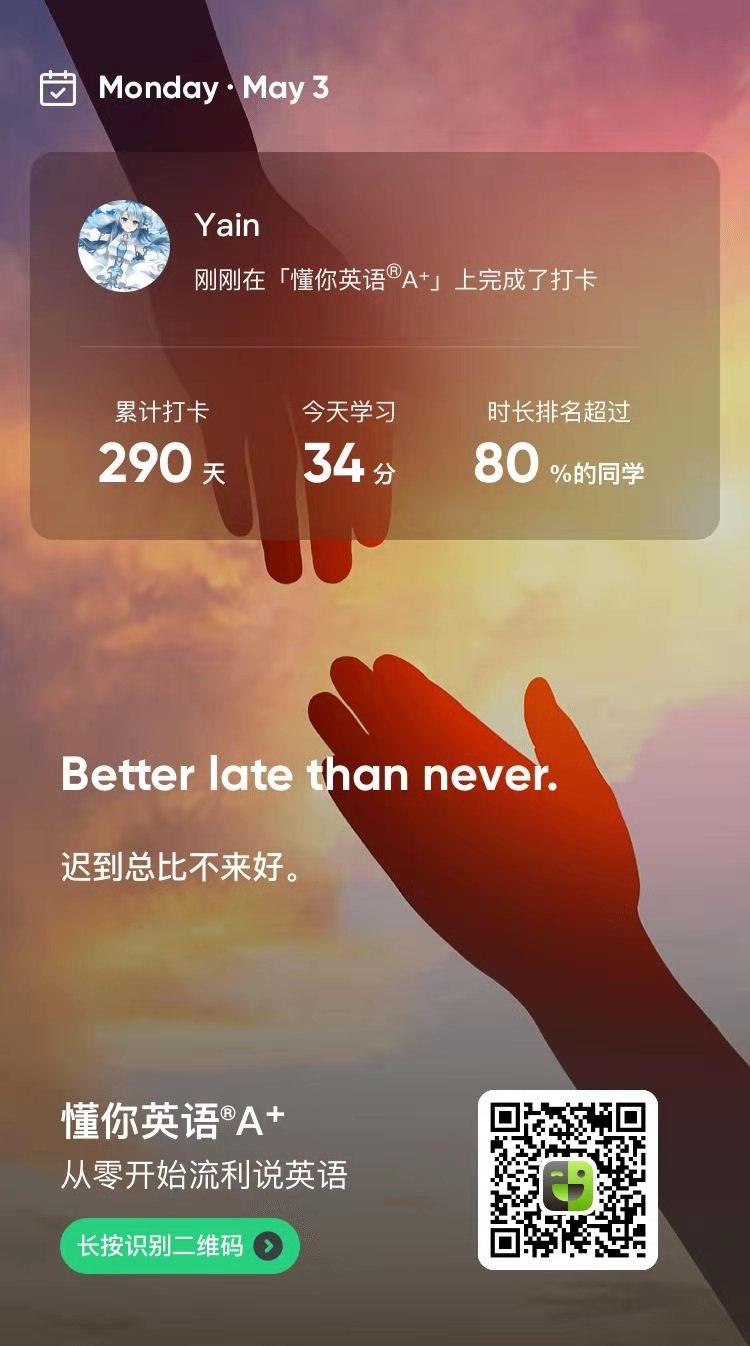 Monday · May 3
Yain
刚刚在「懂你英语®A⁺」上完成了打卡
累计打卡 今天学习 时长排名超过
290 天 34 分 80 %的同学
Better late than never.
迟到总比不来好。
懂你英语®A⁺
从零开始流利说英语
长按识别二维码